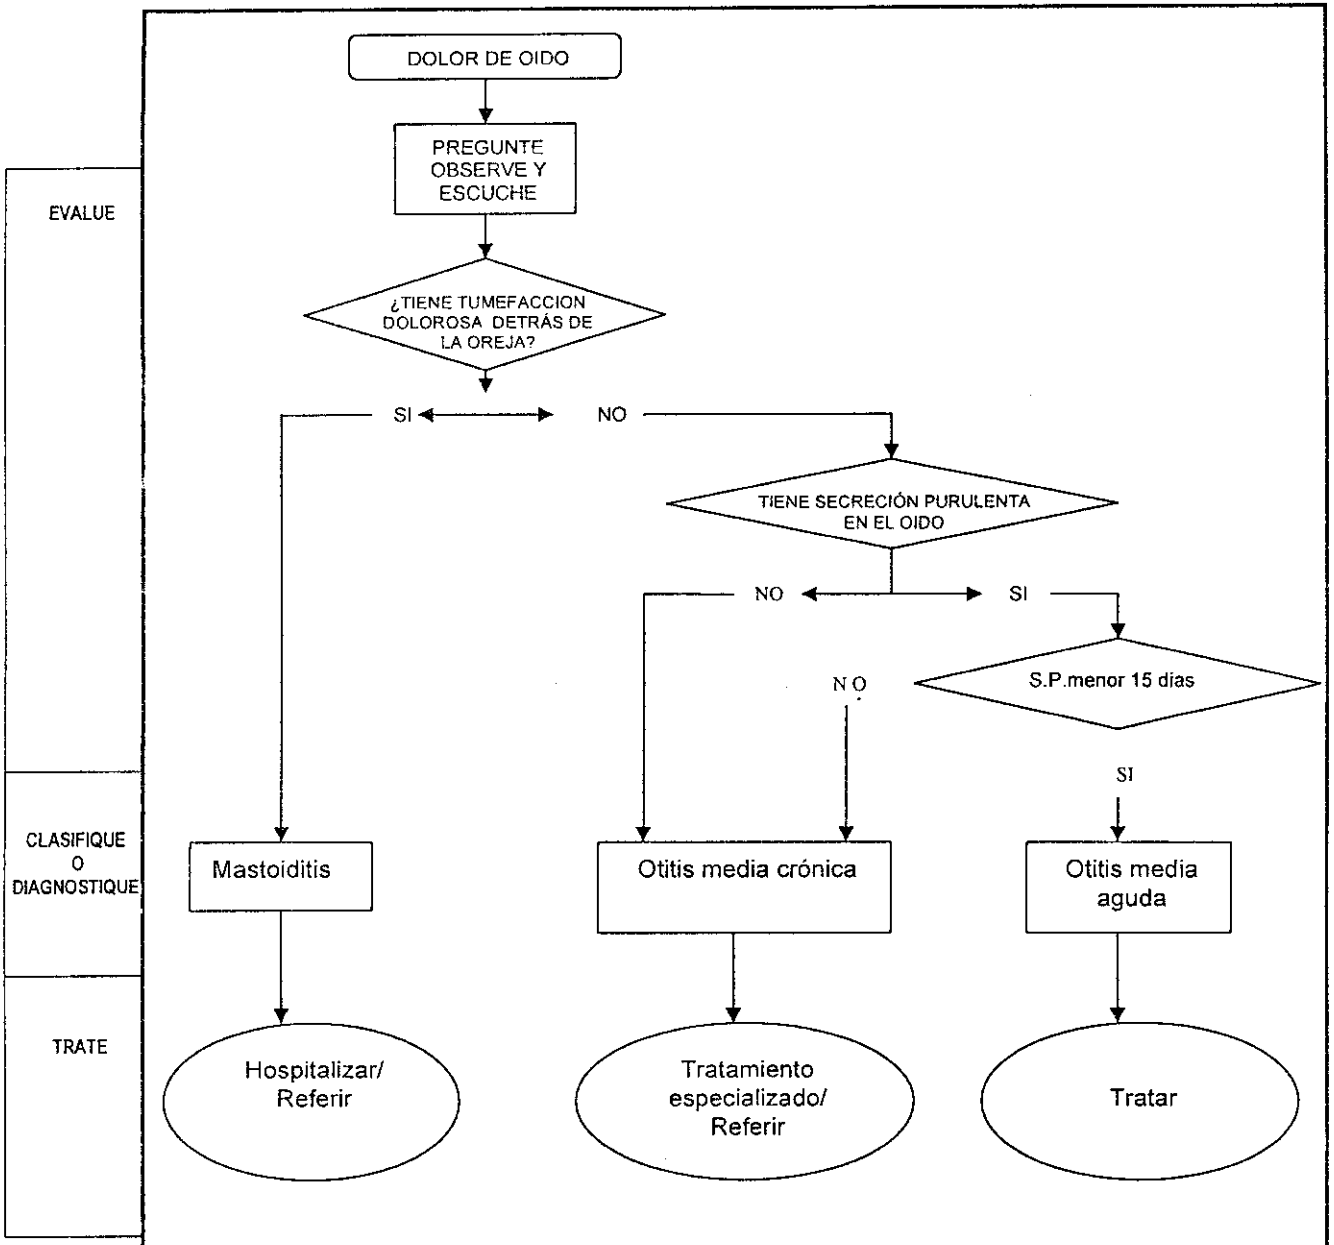 DOLOR DE OIDO
PREGUNTE
OBSERVE Y
ESCUCHE
EVALUE
¿TIENE TUMEFACCION
DOLOROSA DETRÁS DE
LA OREJA?
SI
NO
TIENE SECRECIÓN PURULENTA
EN EL OIDO
NO
SI
S.P.menor 15 dias
N O
SI
CLASIFIQUE
O
DIAGNOSTIQUE
Mastoiditis
Otitis media crónica
Otitis media
aguda
TRATE
Hospitalizar/
Referir
Tratamiento
especializado/
Referir
Tratar